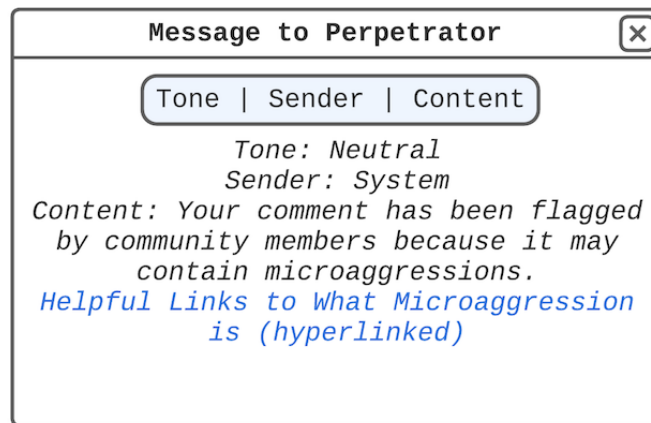 Message to Perpetrator
Tone | Sender | Content
Tone: Neutral
Sender: System
Content: Your comment has been flagged
by community members because it may
contain microaggressions.
Helpful Links to What Microaggression
is (hyperlinked)